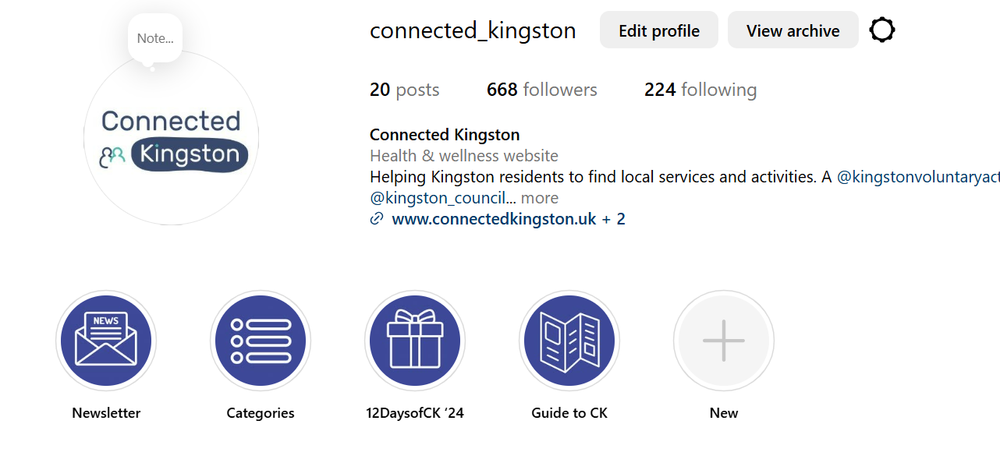 Note...
connected_kingston Edit profile View archive
20 posts 668 followers 224 following
Connected
Kingston
Connected Kingston
Health & wellness website
Helping Kingston residents to find local services and activities. A @kingstonvoluntaryact
@kingston_council... more
www.connectedkingston.uk + 2
NEWS
Newsletter Categories 12DaysofCK ‘24 Guide to CK New